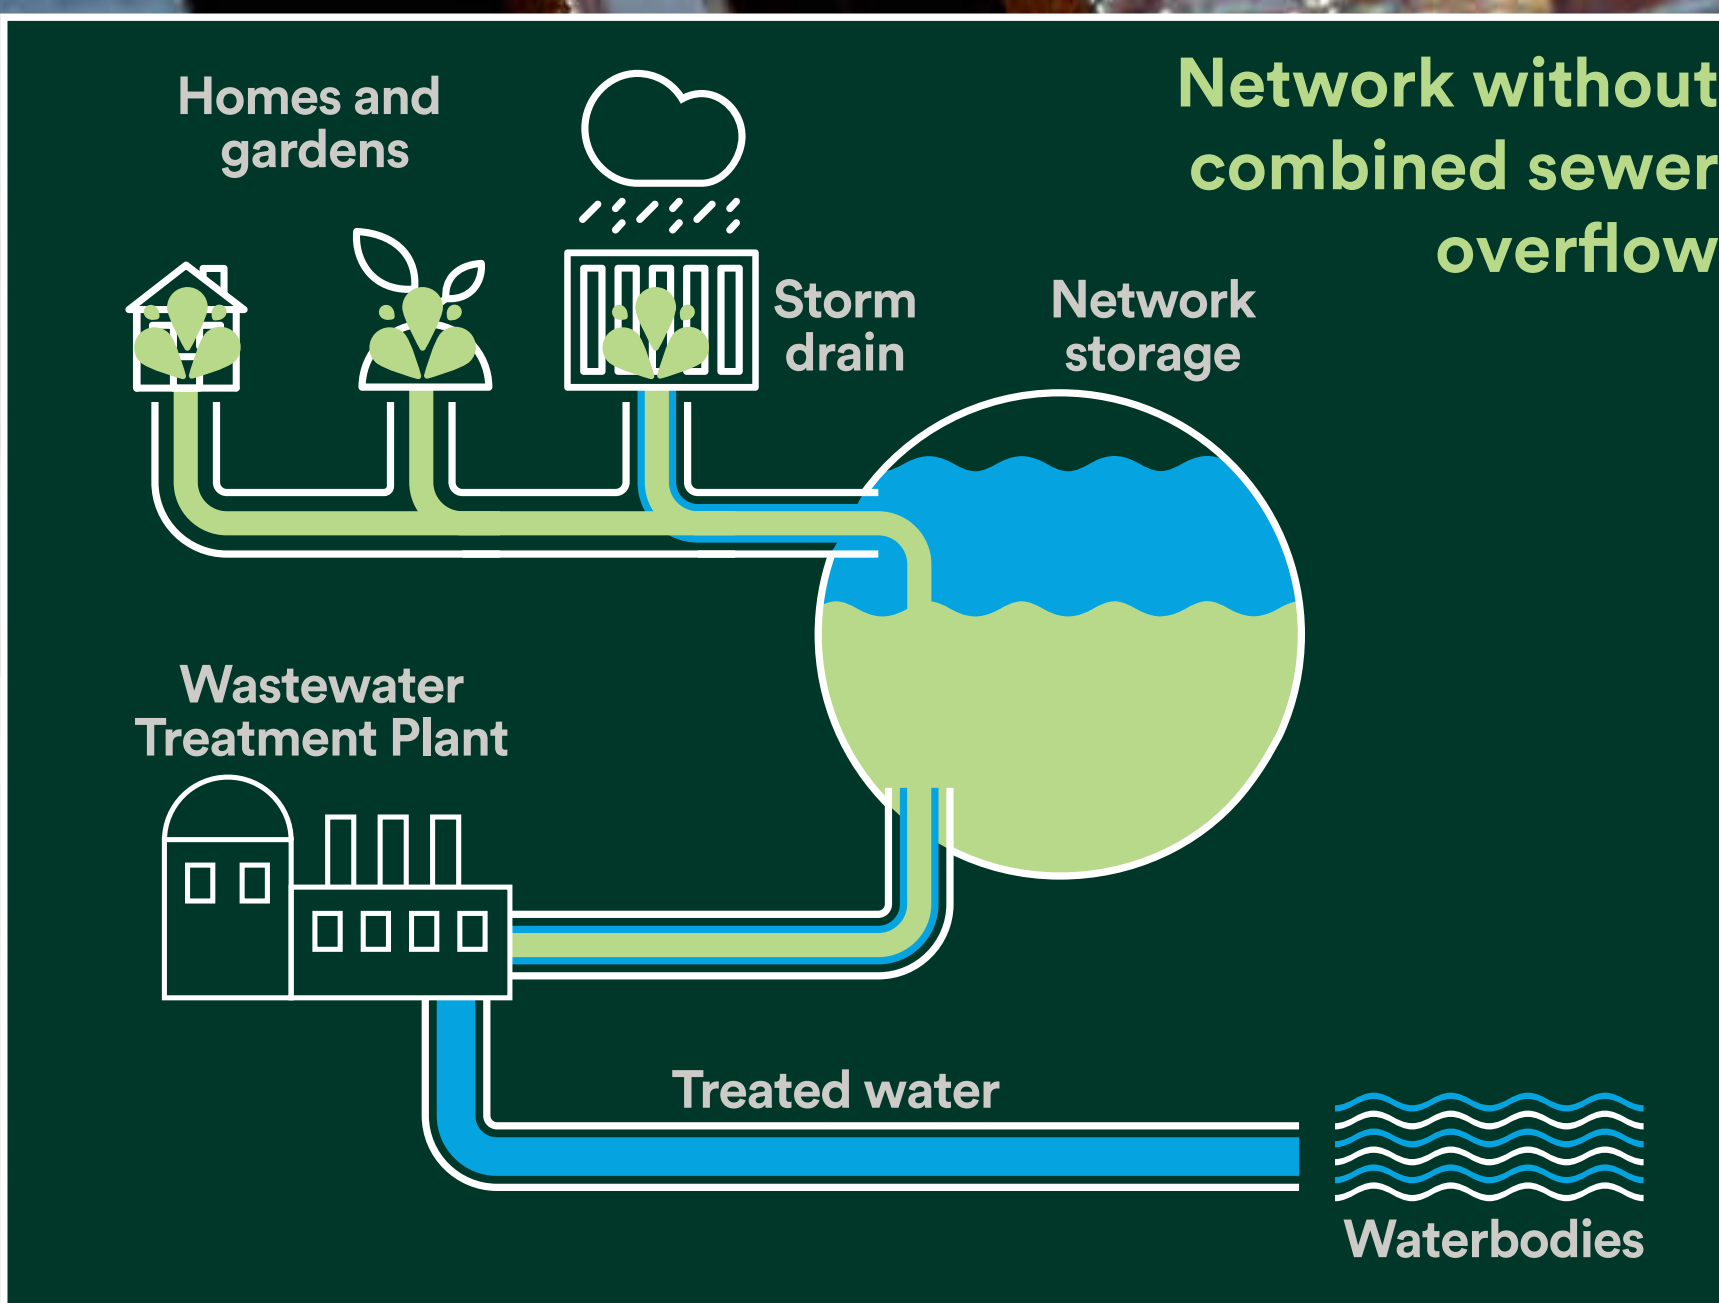 Network without
combined sewer
overflow
Homes and
gardens
Storm
drain
Network
storage
Wastewater
Treatment Plant
Treated water
Waterbodies